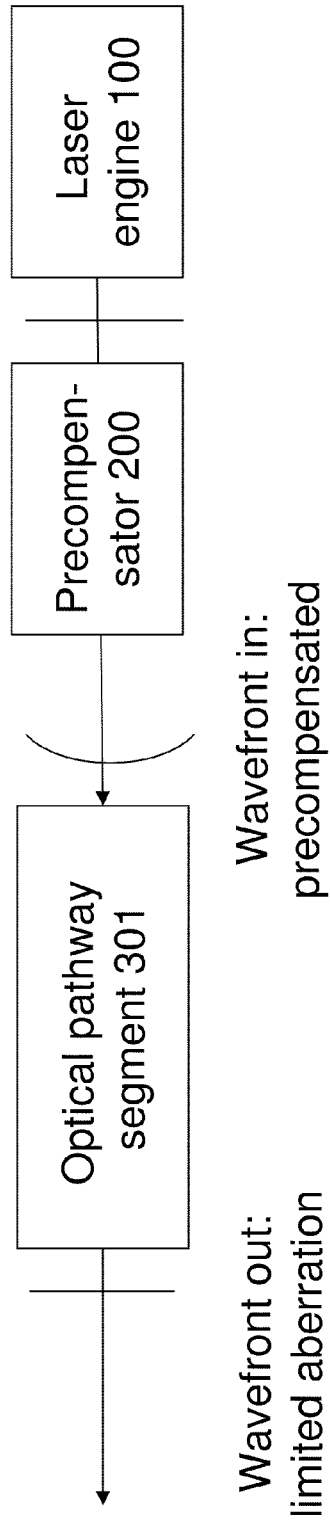 Laser
engine 100
Precompen-
sator 200
Optical pathway
segment 301
Wavefront in:
precompensated
Wavefront out:
limited aberration